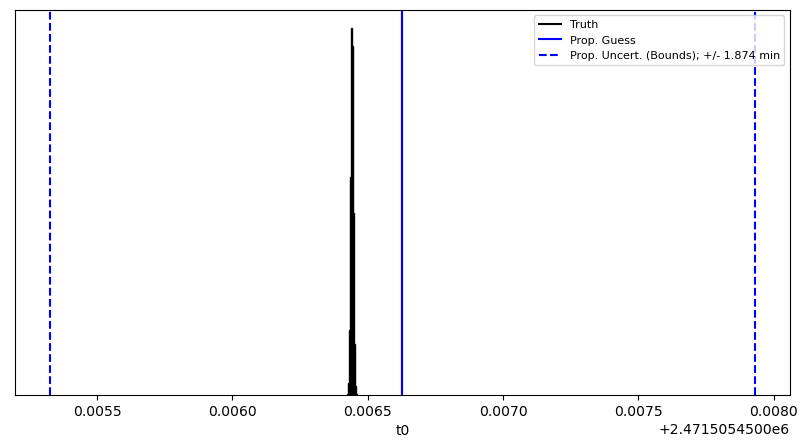 Truth
Prop. Guess
Prop. Uncert. (Bounds); +/- 1.874 min
0.0055 0.0060 0.0065 0.0070 0.0075 0.0080
t0 +2.4715054500e6